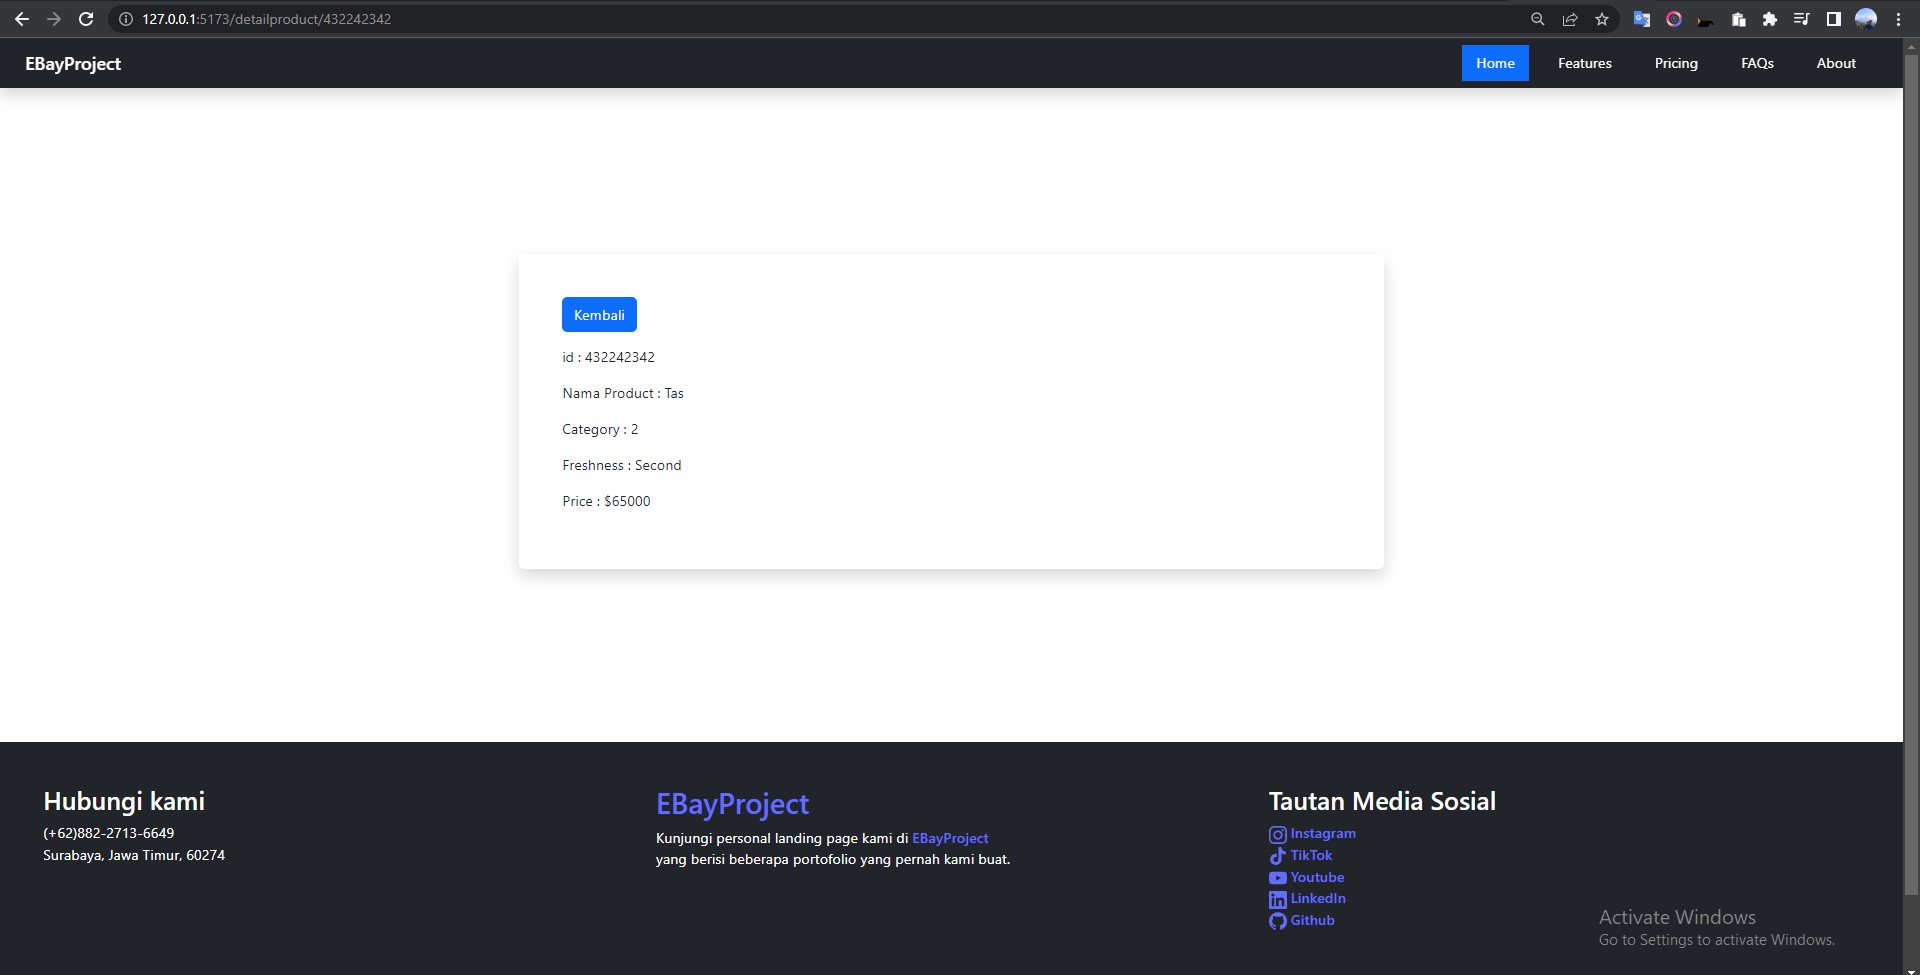 127.0.0.1:5173/detailproduct/432242342
EBayProject
Home
Features
Pricing
FAQs
About
Kembali
id : 432242342
Nama Product : Tas
Category : 2
Freshness : Second
Price : $65000
Hubungi kami
(+62)882-2713-6649
Surabaya, Jawa Timur, 60274
EBayProject
Kunjungi personal landing page kami di EBayProject
yang berisi beberapa portofolio yang pernah kami buat.
Tautan Media Sosial
Instagram
TikTok
Youtube
LinkedIn
Github
Activate Windows
Go to Settings to activate Windows.